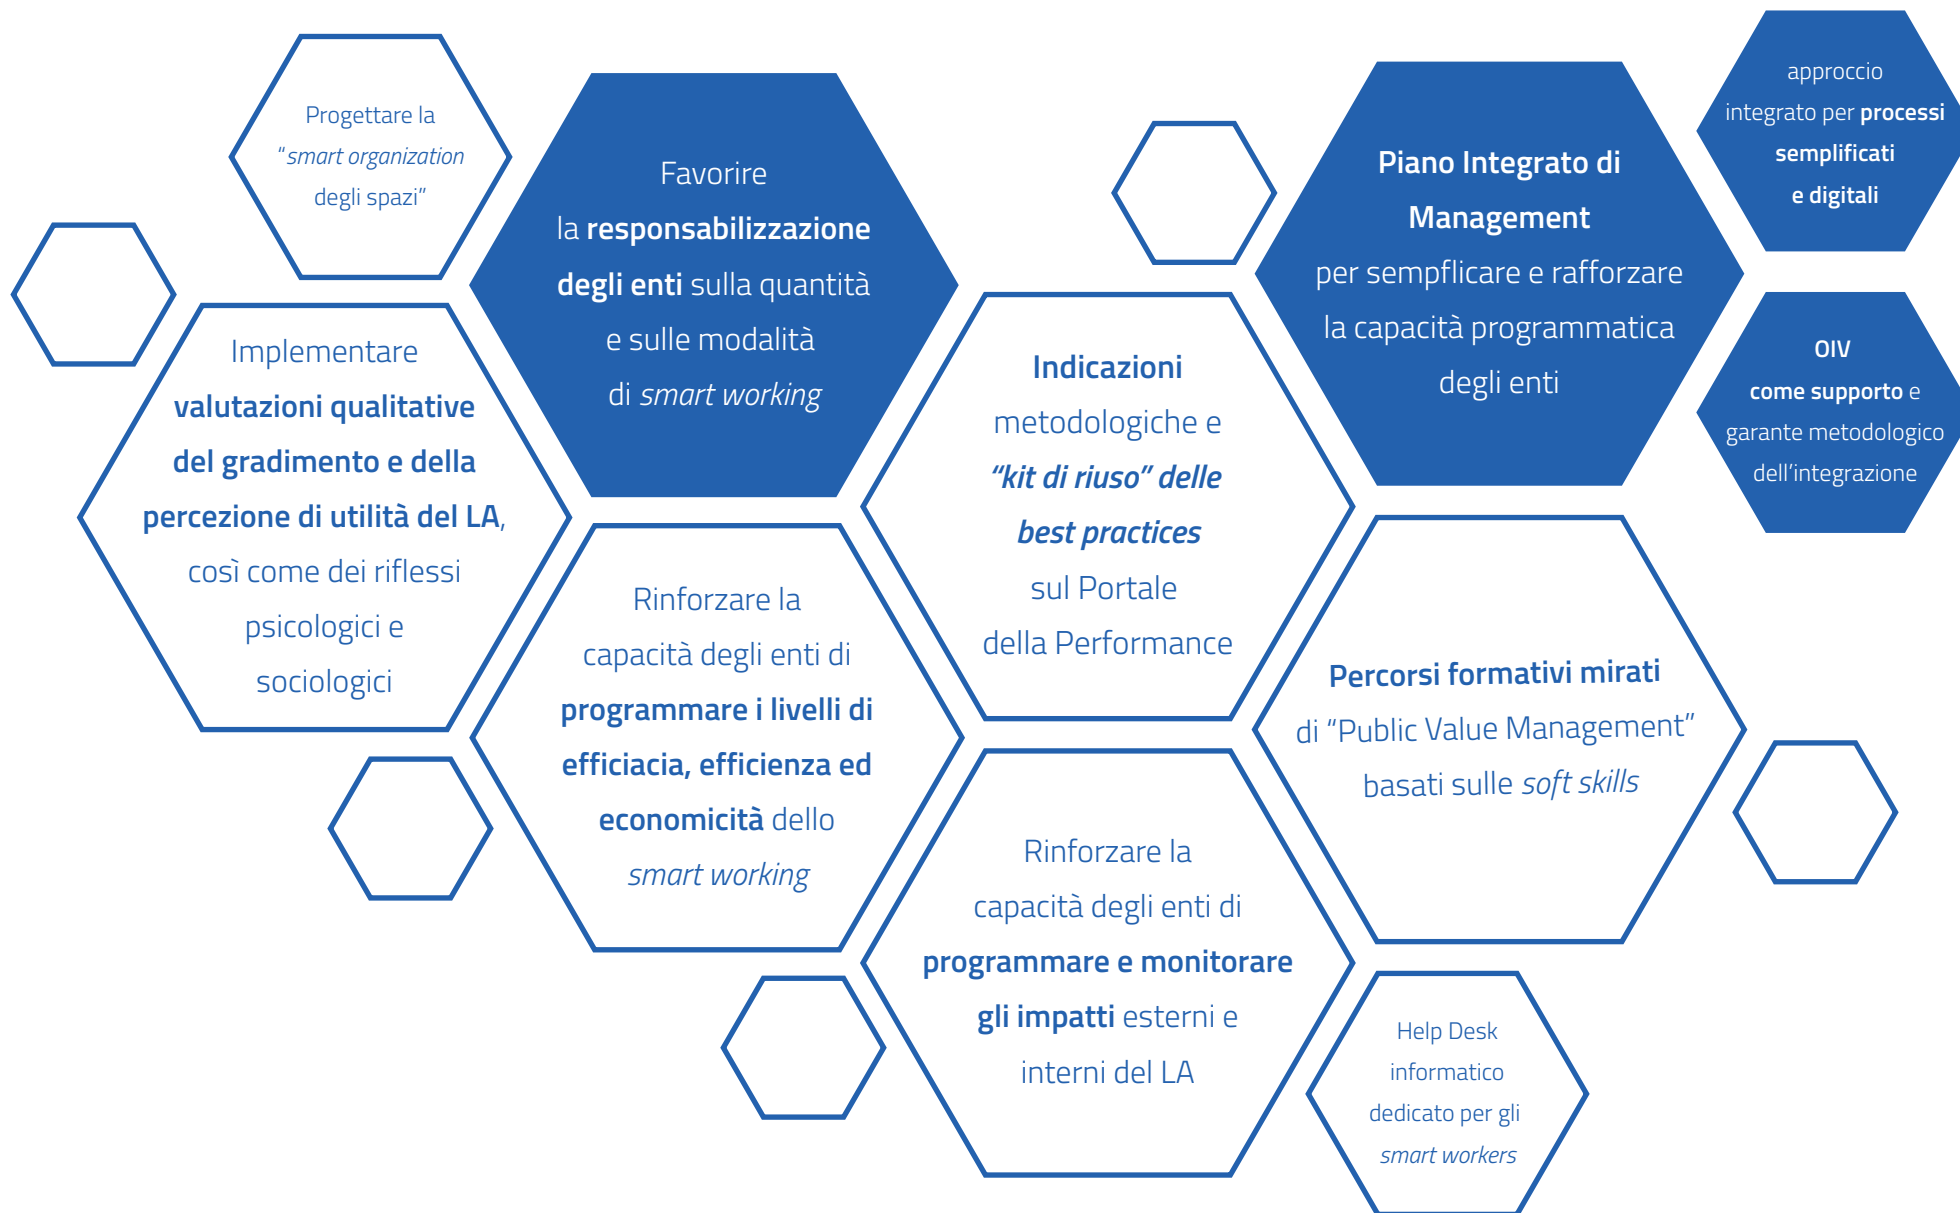 Progettare la
“smart organization
degli spazi”
Favorire
la responsabilizzazione
degli enti sulla quantità
e sulle modalità
di smart working
Piano Integrato di
Management
per sempflicare e rafforzare
la capacità programmatica
degli enti
approccio
integrato per processi
semplificati
e digitali
OIV
come supporto e
garante metodologico
dell’integrazione
Implementare
valutazioni qualitative
del gradimento e della
percezione di utilità del LA,
così come dei riflessi
psicologici e
sociologici
Indicazioni
metodologiche e
“kit di riuso” delle
best practices
sul Portale
della Performance
Rinforzare la
capacità degli enti di
programmare i livelli di
efficiacia, efficienza ed
economicità dello
smart working
Percorsi formativi mirati
di “Public Value Management”
basati sulle soft skills
Rinforzare la
capacità degli enti di
programmare e monitorare
gli impatti esterni e
interni del LA
Help Desk
informatico
dedicato per gli
smart workers